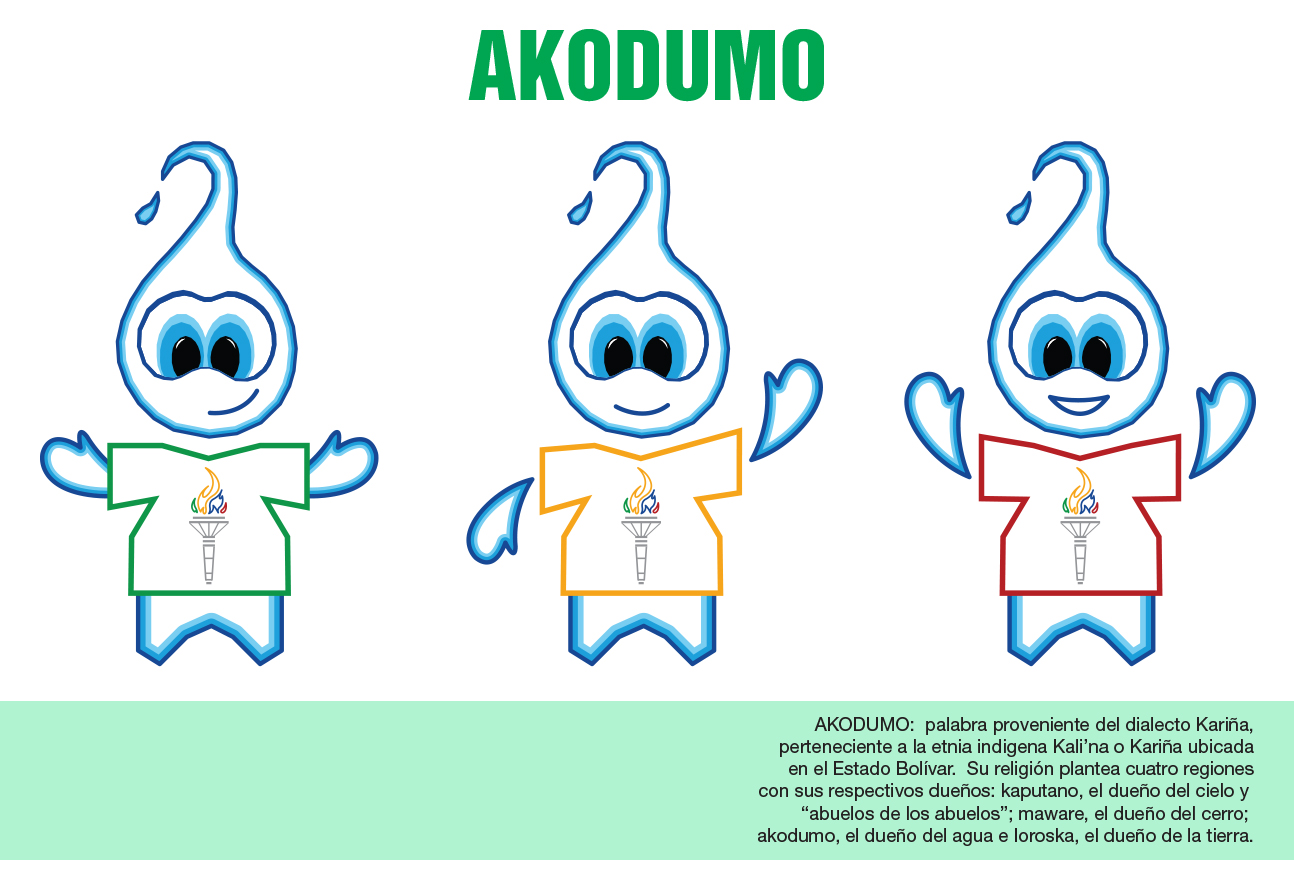 AKODUMO
AKODUMO:  palabra proveniente del dialecto Kariña,
perteneciente a la etnia indigena Kali’na o Kariña ubicada
en el Estado Bolívar.  Su religión plantea cuatro regiones
con sus respectivos dueños: kaputano, el dueño del cielo y
“abuelos de los abuelos”; maware, el dueño del cerro;
akodumo, el dueño del agua e loroska, el dueño de la tierra.